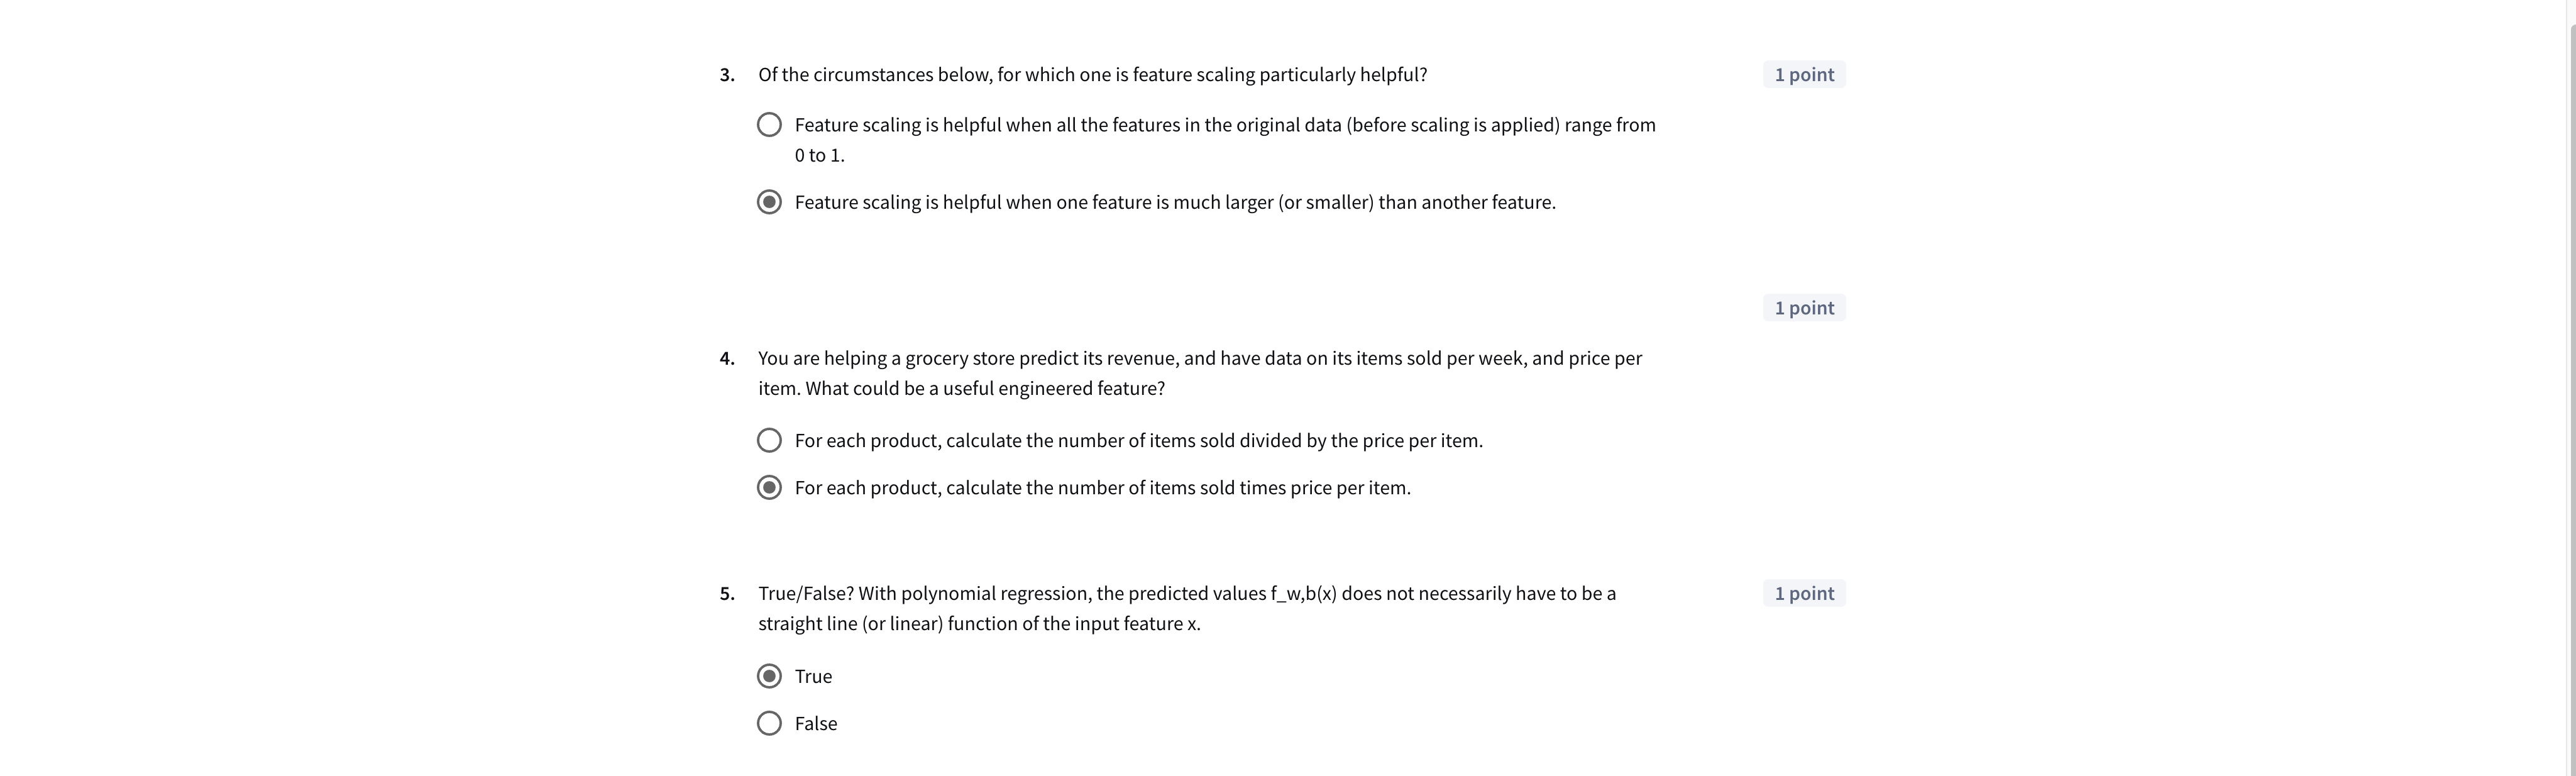 3. Of the circumstances below, for which one is feature scaling particularly helpful? 1 point
Feature scaling is helpful when all the features in the original data (before scaling is applied) range from
0 to 1.
Feature scaling is helpful when one feature is much larger (or smaller) than another feature.
1 point
4. You are helping a grocery store predict its revenue, and have data on its items sold per week, and price per
item. What could be a useful engineered feature?
For each product, calculate the number of items sold divided by the price per item.
For each product, calculate the number of items sold times price per item.
5. True/False? With polynomial regression, the predicted values f_w,b(x) does not necessarily have to be a 1 point
straight line (or linear) function of the input feature x.
True
False